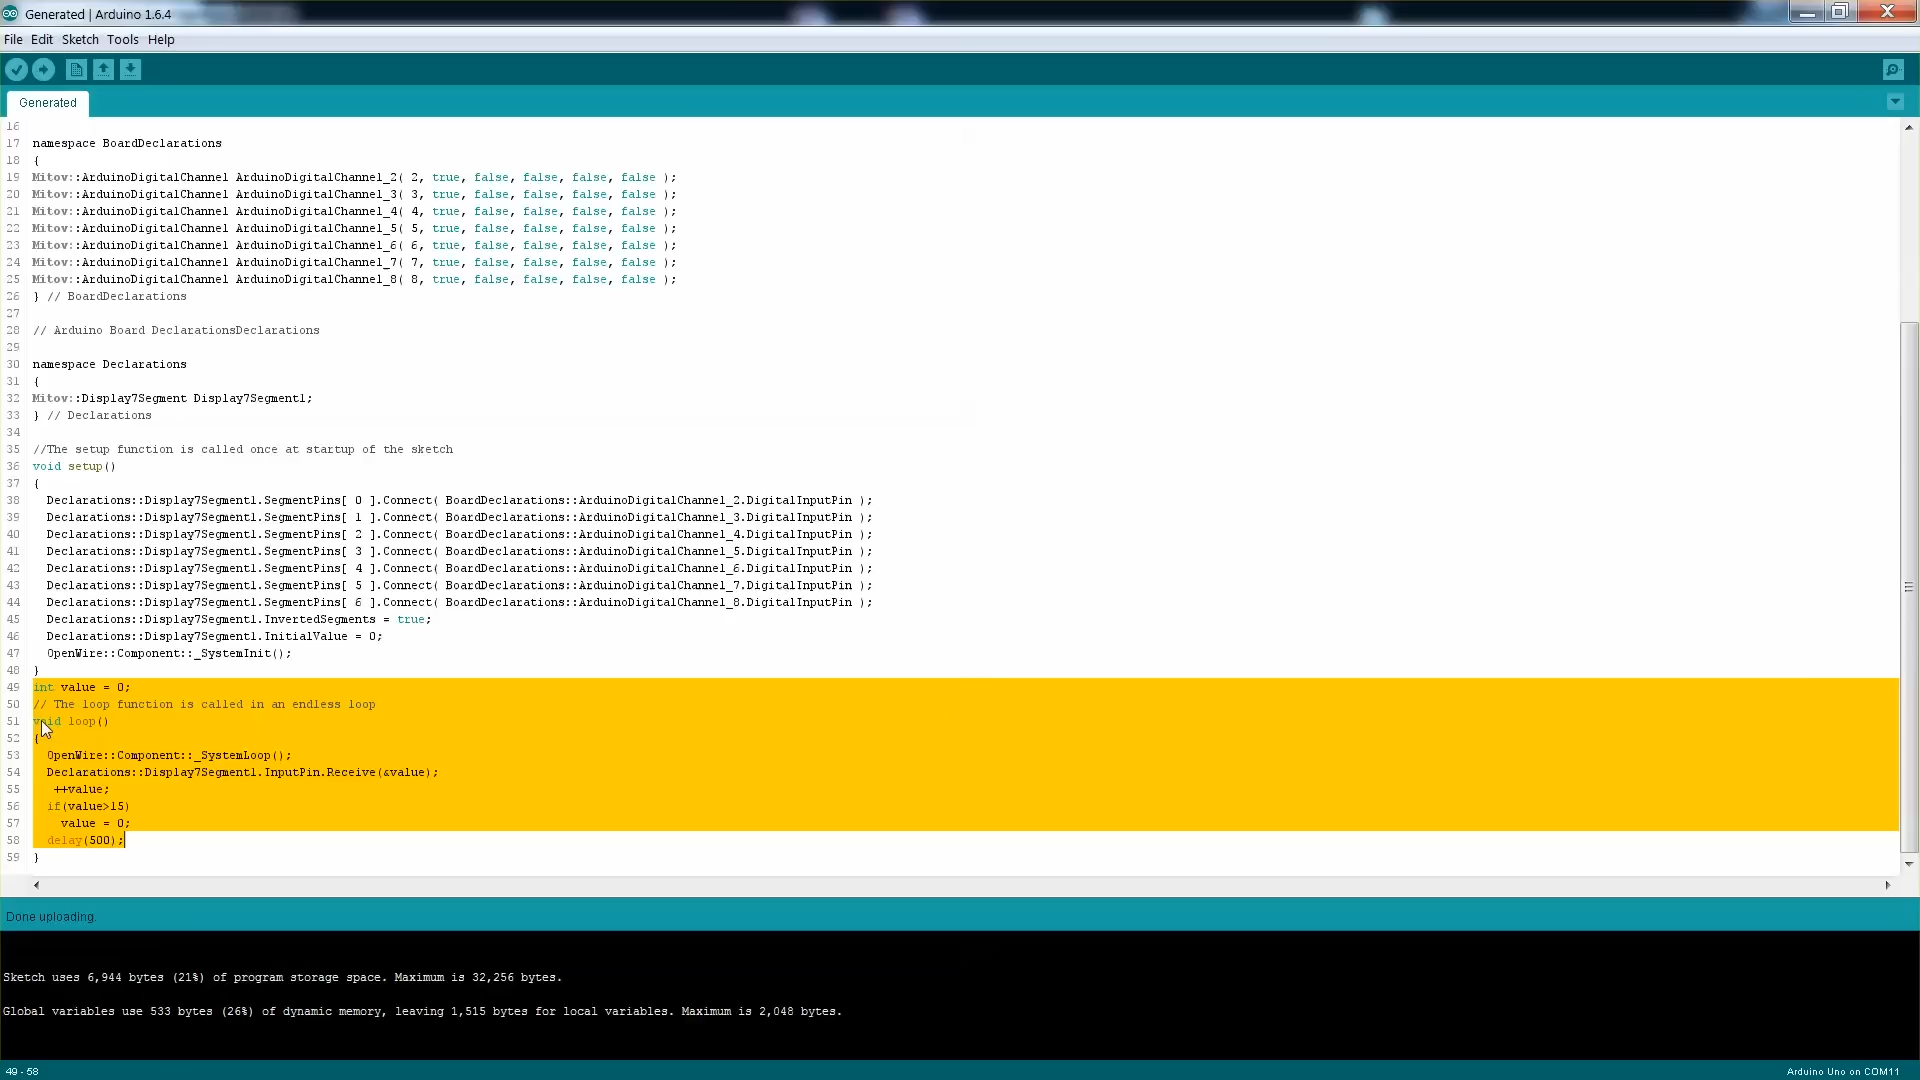 Generated | Arduino 1.6.4
File Edit Sketch Tools Help
Generated
16
17 namespace BoardDeclarations
18 {
19 Mitov::ArduinoDigitalChannel ArduinoDigitalChannel_2( 2, true, false, false, false, false );
20 Mitov::ArduinoDigitalChannel ArduinoDigitalChannel_3( 3, true, false, false, false, false );
21 Mitov::ArduinoDigitalChannel ArduinoDigitalChannel_4( 4, true, false, false, false, false );
22 Mitov::ArduinoDigitalChannel ArduinoDigitalChannel_5( 5, true, false, false, false, false );
23 Mitov::ArduinoDigitalChannel ArduinoDigitalChannel_6( 6, true, false, false, false, false );
24 Mitov::ArduinoDigitalChannel ArduinoDigitalChannel_7( 7, true, false, false, false, false );
25 Mitov::ArduinoDigitalChannel ArduinoDigitalChannel_8( 8, true, false, false, false, false );
26 } // BoardDeclarations
27
28 // Arduino Board DeclarationsDeclarations
29
30 namespace Declarations
31 {
32 Mitov::Display7Segment Display7Segment1;
33 } // Declarations
34
35 //The setup function is called once at startup of the sketch
36 void setup()
37 {
38 Declarations::Display7Segment1.SegmentPins[ 0 ].Connect( BoardDeclarations::ArduinoDigitalChannel_2.DigitalInputPin );
39 Declarations::Display7Segment1.SegmentPins[ 1 ].Connect( BoardDeclarations::ArduinoDigitalChannel_3.DigitalInputPin );
40 Declarations::Display7Segment1.SegmentPins[ 2 ].Connect( BoardDeclarations::ArduinoDigitalChannel_4.DigitalInputPin );
41 Declarations::Display7Segment1.SegmentPins[ 3 ].Connect( BoardDeclarations::ArduinoDigitalChannel_5.DigitalInputPin );
42 Declarations::Display7Segment1.SegmentPins[ 4 ].Connect( BoardDeclarations::ArduinoDigitalChannel_6.DigitalInputPin );
43 Declarations::Display7Segment1.SegmentPins[ 5 ].Connect( BoardDeclarations::ArduinoDigitalChannel_7.DigitalInputPin );
44 Declarations::Display7Segment1.SegmentPins[ 6 ].Connect( BoardDeclarations::ArduinoDigitalChannel_8.DigitalInputPin );
45 Declarations::Display7Segment1.InvertedSegments = true;
46 Declarations::Display7Segment1.InitialValue = 0;
47 OpenWire::Component::_SystemInit();
48 }
49 int value = 0;
50 // The loop function is called in an endless loop
51 void loop()
52 {
53 OpenWire::Component::_SystemLoop();
54 Declarations::Display7Segment1.InputPin.Receive(&value);
55 ++value;
56 if(value>15)
57 value = 0;
58 delay(500);
59 }
Done uploading.
Sketch uses 6,944 bytes (21%) of program storage space. Maximum is 32,256 bytes.
Global variables use 533 bytes (26%) of dynamic memory, leaving 1,515 bytes for local variables. Maximum is 2,048 bytes.
49 - 58 Arduino Uno on COM11